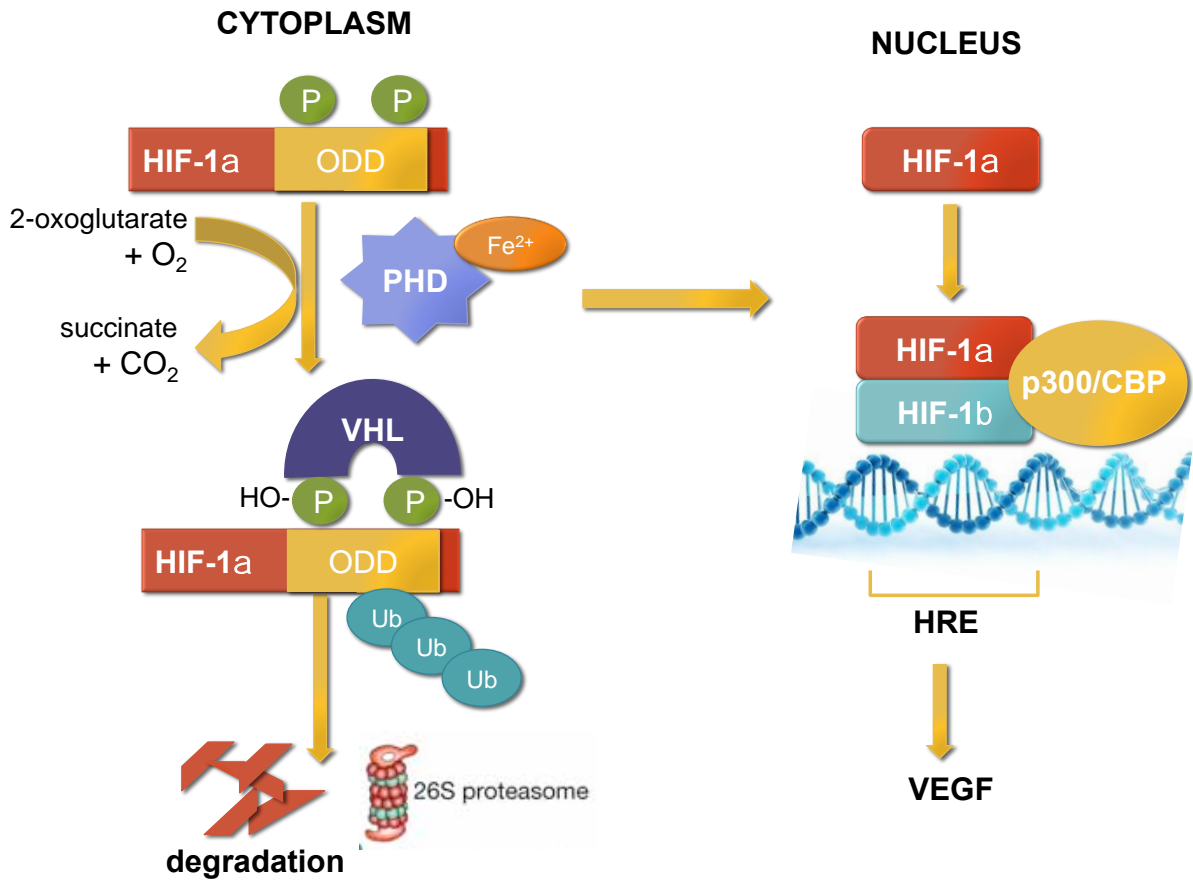 CYTOPLASM
P P
HIF-1a ODD
2-oxoglutarate
+ O₂
PHD
Fe²⁺
succinate
+ CO₂
VHL
HO- P P -OH
HIF-1a ODD
Ub
Ub
Ub
26S proteasome
degradation
NUCLEUS
HIF-1a
HIF-1a
p300/CBP
HIF-1b
HRE
VEGF